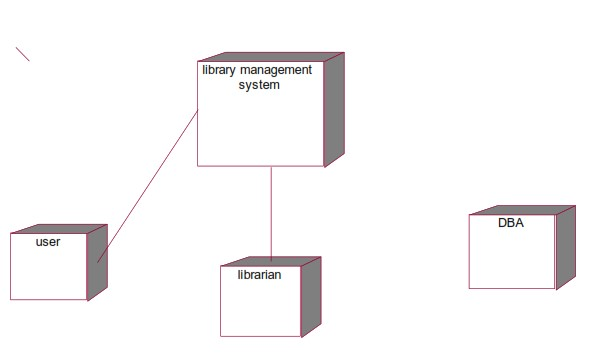 library management
system
user
librarian
DBA